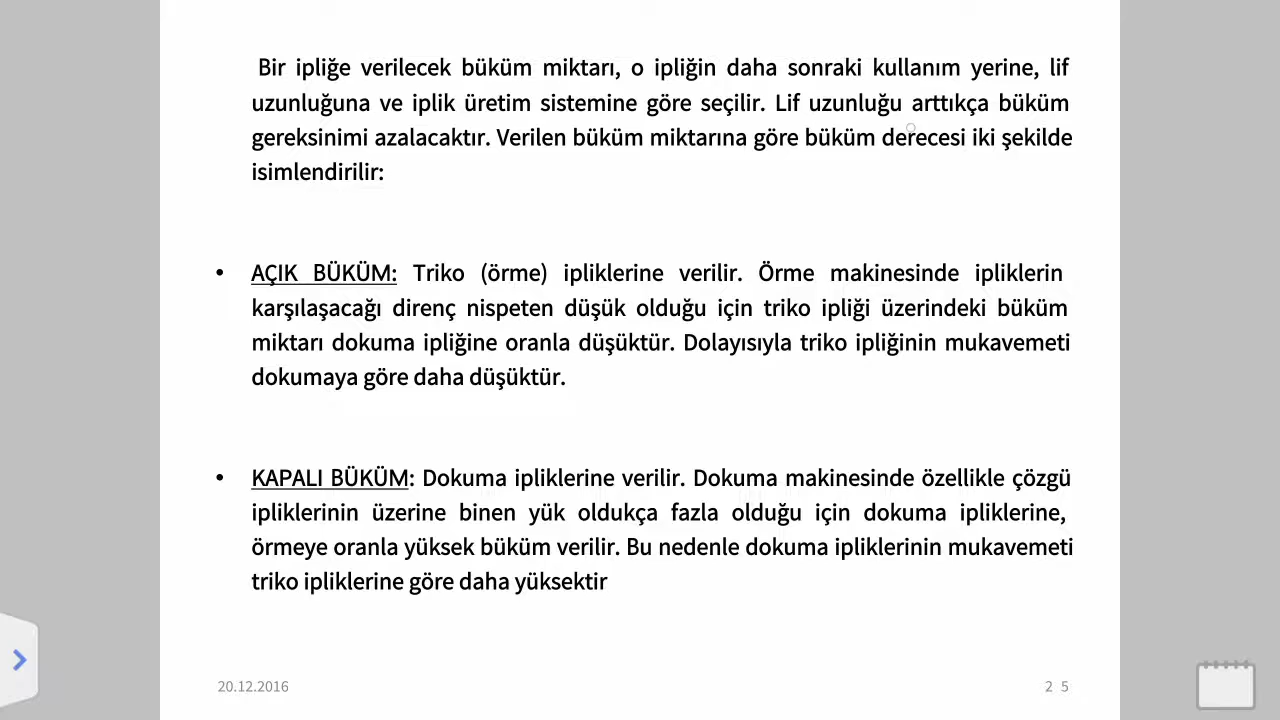 Bir ipliğe verilecek büküm miktarı, o ipliğin daha sonraki kullanım yerine, lif
uzunluğuna ve iplik üretim sistemine göre seçilir. Lif uzunluğu arttıkça büküm
gereksinimi azalacaktır. Verilen büküm miktarına göre büküm derecesi iki şekilde
isimlendirilir:
• AÇIK BÜKÜM: Triko (örme) ipliklerine verilir. Örme makinesinde ipliklerin
karşılaşacağı direnç nispeten düşük olduğu için triko ipliği üzerindeki büküm
miktarı dokuma ipliğine oranla düşüktür. Dolayısıyla triko ipliğinin mukavemeti
dokumaya göre daha düşüktür.
• KAPALI BÜKÜM: Dokuma ipliklerine verilir. Dokuma makinesinde özellikle çözgü
ipliklerinin üzerine binen yük oldukça fazla olduğu için dokuma ipliklerine,
örmeye oranla yüksek büküm verilir. Bu nedenle dokuma ipliklerinin mukavemeti
triko ipliklerine göre daha yüksektir
20.12.2016
2 5